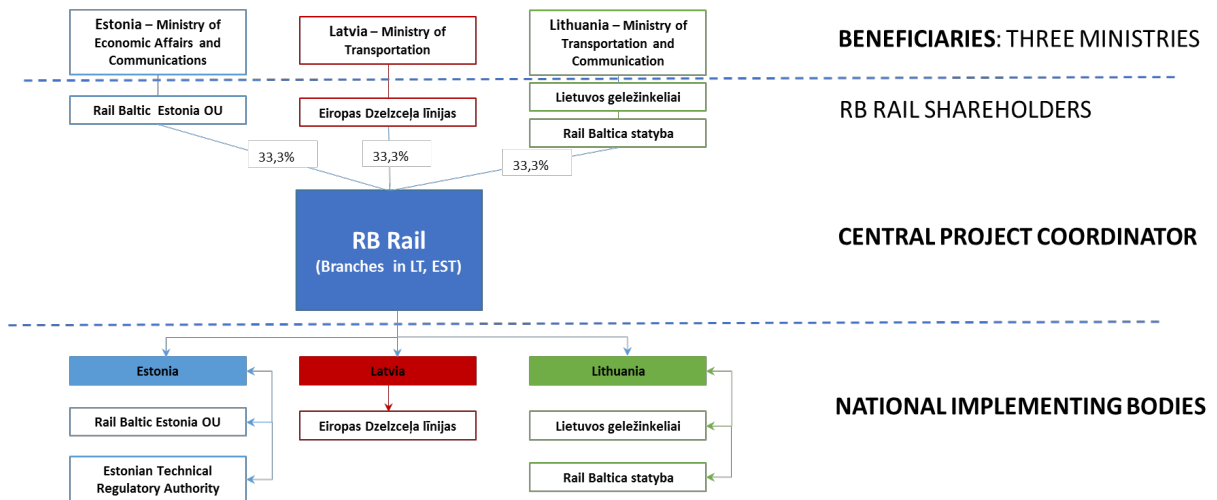 Estonia – Ministry of
Economic Affairs and
Communications
Latvia – Ministry of
Transportation
Lithuania – Ministry of
Transportation and
Communication
BENEFICIARIES: THREE MINISTRIES
Rail Baltic Estonia OU
Eiropas Dzelzceļa līnijas
Lietuvos geležinkeliai
Rail Baltica statyba
RB RAIL SHAREHOLDERS
33,3%
33,3%
33,3%
RB Rail
(Branches in LT, EST)
CENTRAL PROJECT COORDINATOR
Estonia
Latvia
Lithuania
Rail Baltic Estonia OU
Eiropas Dzelzceļa līnijas
Lietuvos geležinkeliai
NATIONAL IMPLEMENTING BODIES
Estonian Technical
Regulatory Authority
Rail Baltica statyba